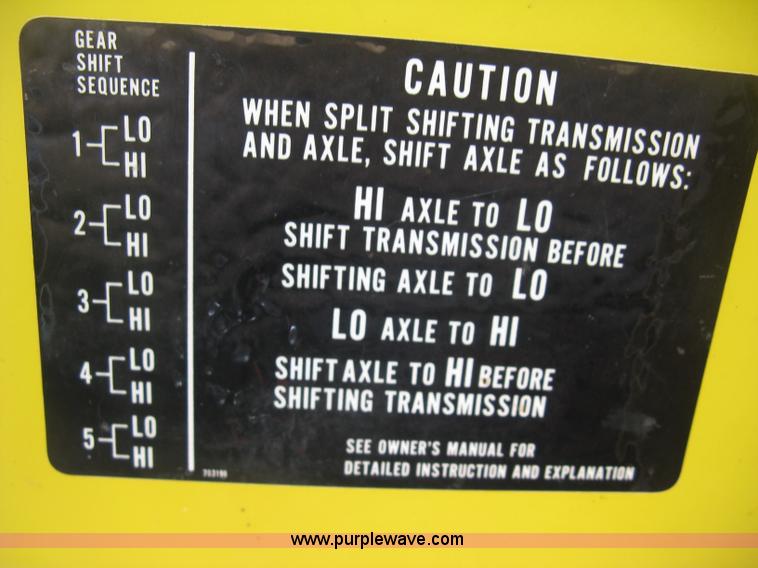 GEAR
SHIFT
SEQUENCE
1 LO
HI
2 LO
HI
3 LO
HI
4 LO
HI
5 LO
HI
CAUTION
WHEN SPLIT SHIFTING TRANSMISSION
AND AXLE, SHIFT AXLE AS FOLLOWS:
HI AXLE TO LO
SHIFT TRANSMISSION BEFORE
SHIFTING AXLE TO LO
LO AXLE TO HI
SHIFT AXLE TO HI BEFORE
SHIFTING TRANSMISSION
SEE OWNER'S MANUAL FOR
DETAILED INSTRUCTION AND EXPLANATION
www.purplewave.com